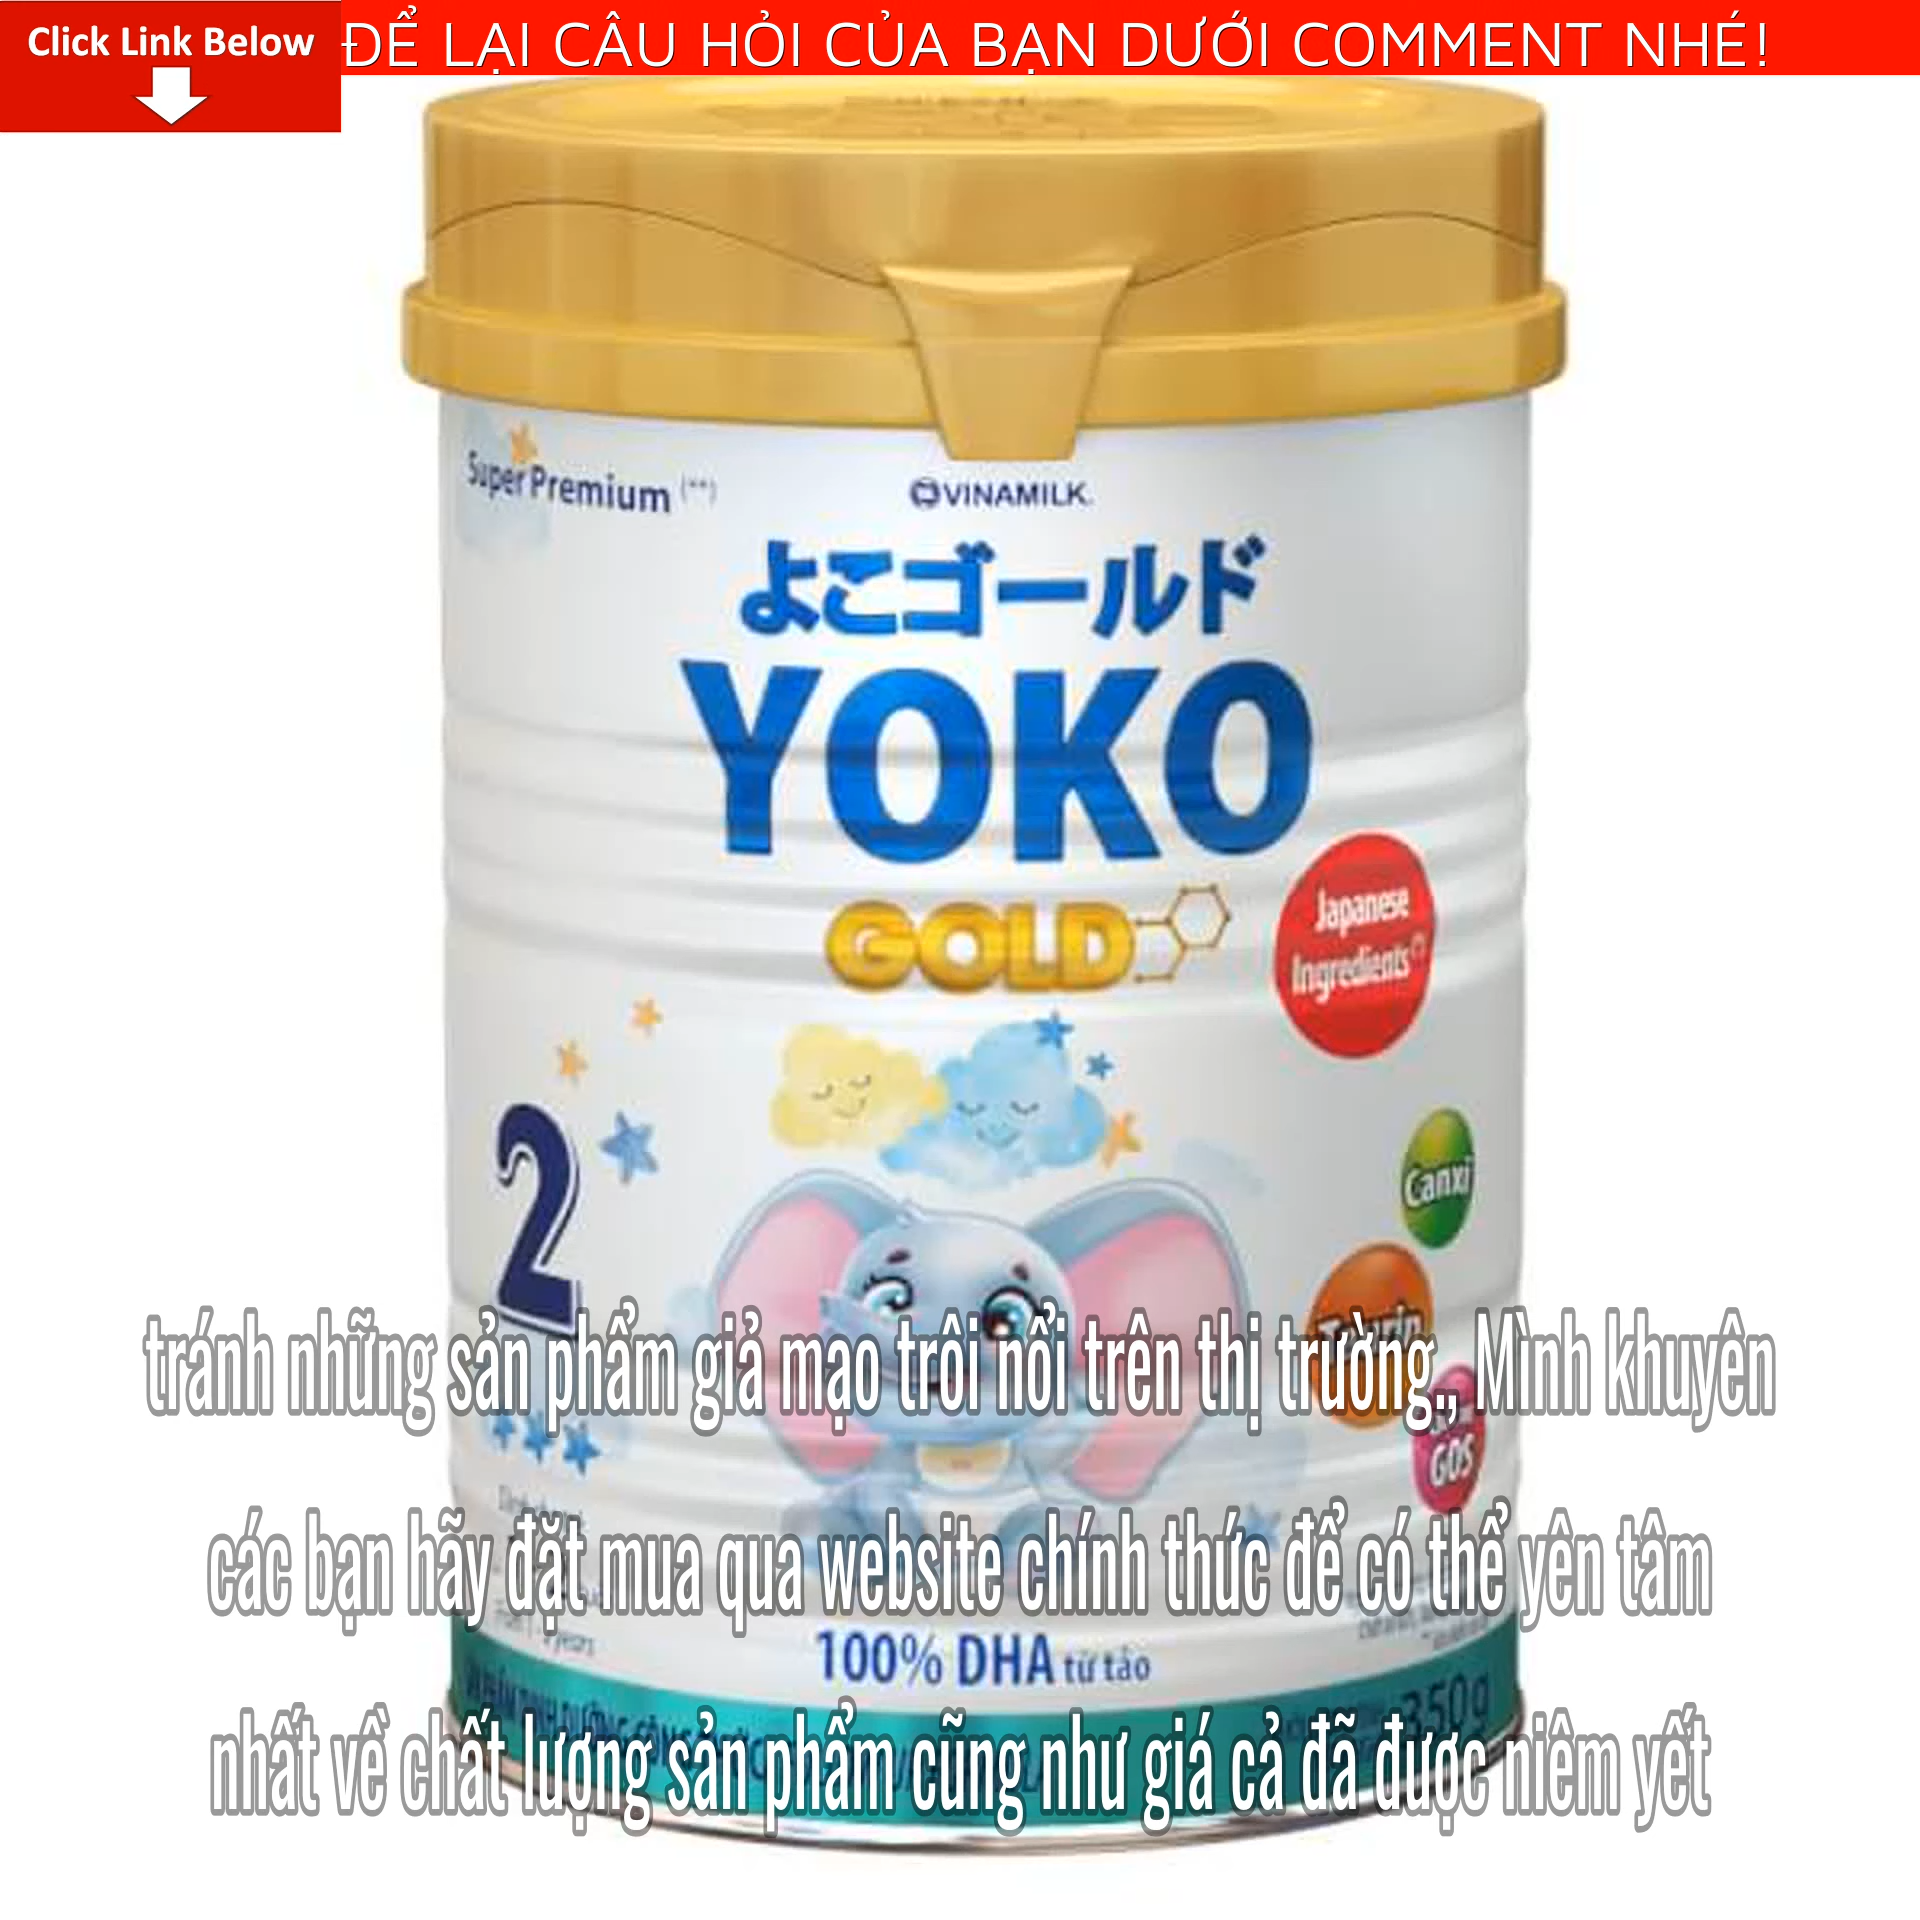 Click Link Below
ĐỂ LẠI CÂU HỎI CỦA BẠN DƯỚI COMMENT NHÉ!
Super Premium (**)
VINAMILK
よこゴールド
YOKO
GOLD
Japanese
Ingredients
2
Canxi
tránh những sản phẩm giả mạo trôi nổi trên thị trường,, Mình khuyên
GOS
các bạn hãy đặt mua qua website chính thức để có thể yên tâm
years
100% DHA từ tảo
350g
nhất về chất lượng sản phẩm cũng như giá cả đã được niêm yết